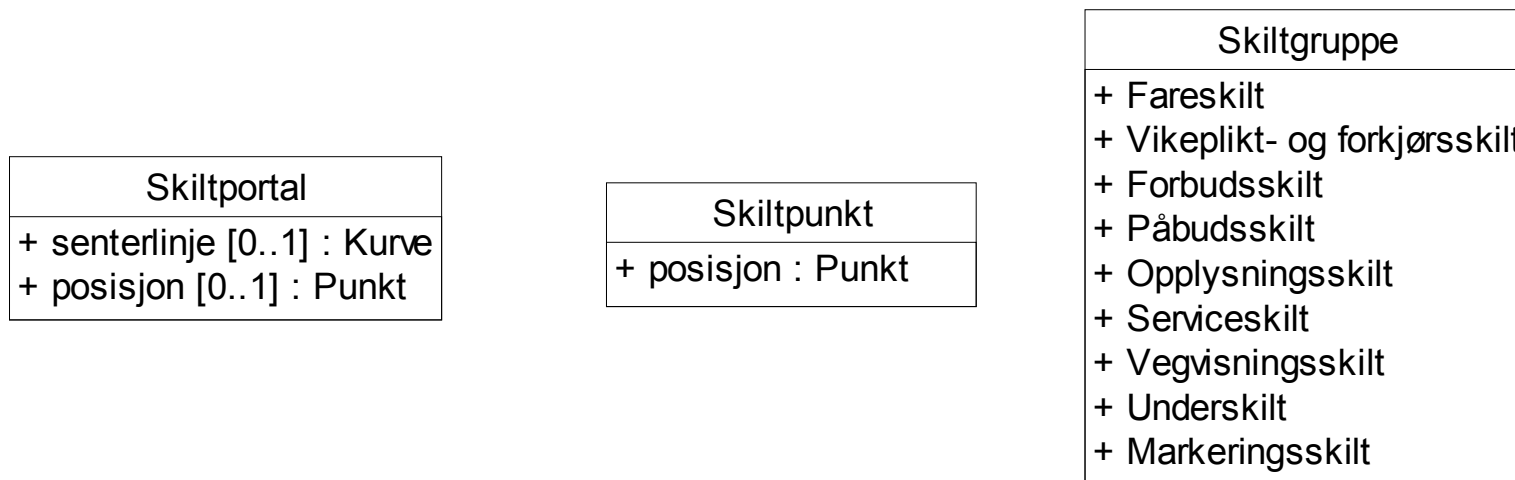 Skiltportal
+ senterlinje [0..1] : Kurve
+ posisjon [0..1] : Punkt
Skiltpunkt
+ posisjon : Punkt
Skiltgruppe
+ Fareskilt
+ Vikeplikt- og forkjørsskilt
+ Forbudsskilt
+ Påbudsskilt
+ Opplysningsskilt
+ Serviceskilt
+ Vegvisningsskilt
+ Underskilt
+ Markeringsskilt